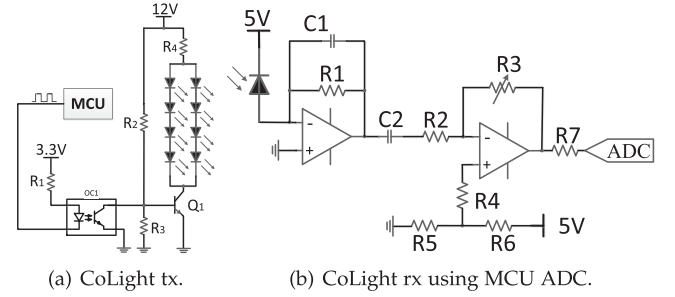 12V
R4
MCU
R2
3.3V
R1
OC1
Q1
R3
(a) CoLight tx.
5V
C1
R1
C2
R2
R3
R7
ADC
R4
R5
R6
5V
(b) CoLight rx using MCU ADC.